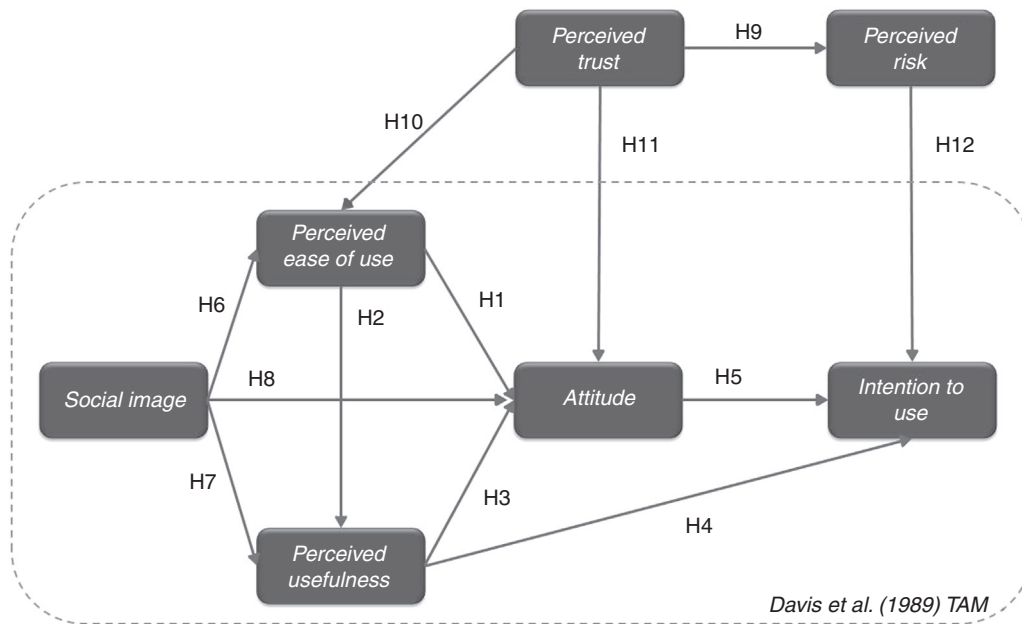 Perceived
trust
H9
Perceived
risk
H10
H11
H12
Perceived
ease of use
H6
H2
H1
Social image
H8
Attitude
H5
Intention to
use
H7
H3
H4
Perceived
usefulness
Davis et al. (1989) TAM